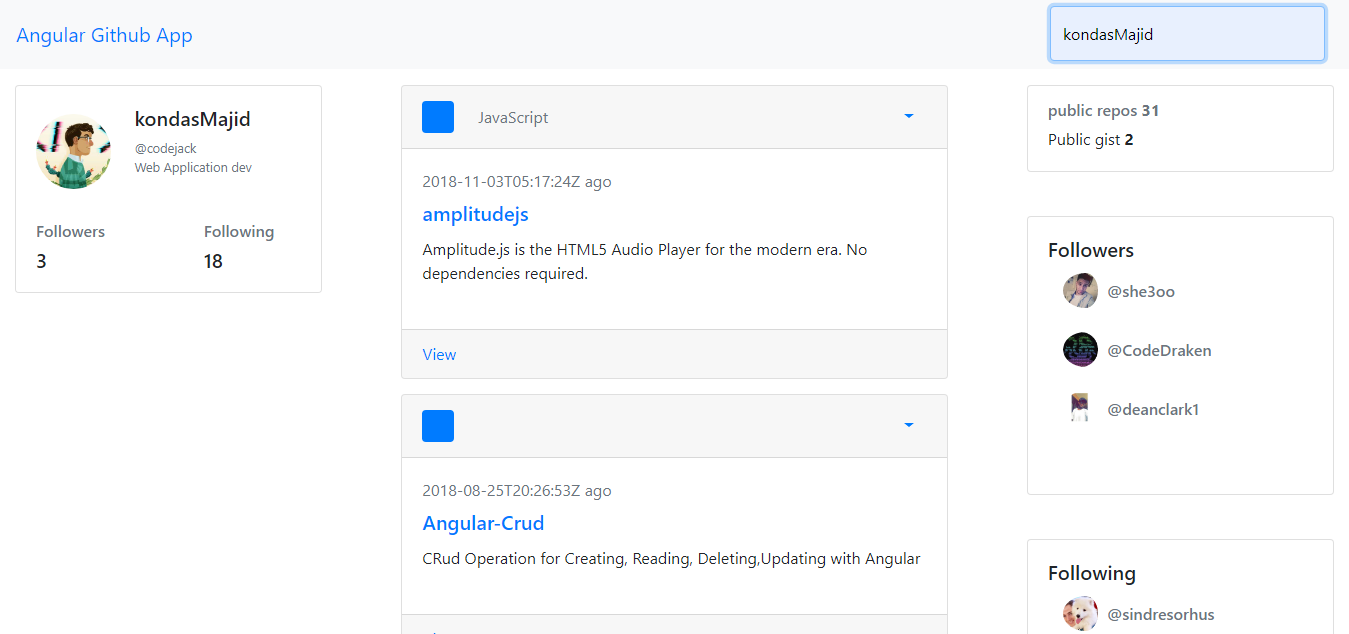 Angular Github App
kondasMajid
kondasMajid
@codejack
Web Application dev
Followers
Following
3
18
JavaScript
2018-11-03T05:17:24Z ago
amplitudejs
Amplitude.js is the HTML5 Audio Player for the modern era. No
dependencies required.
View
2018-08-25T20:26:53Z ago
Angular-Crud
CRud Operation for Creating, Reading, Deleting,Updating with Angular
public repos 31
Public gist 2
Followers
@she3oo
@CodeDraken
@deanclark1
Following
@sindresorhus